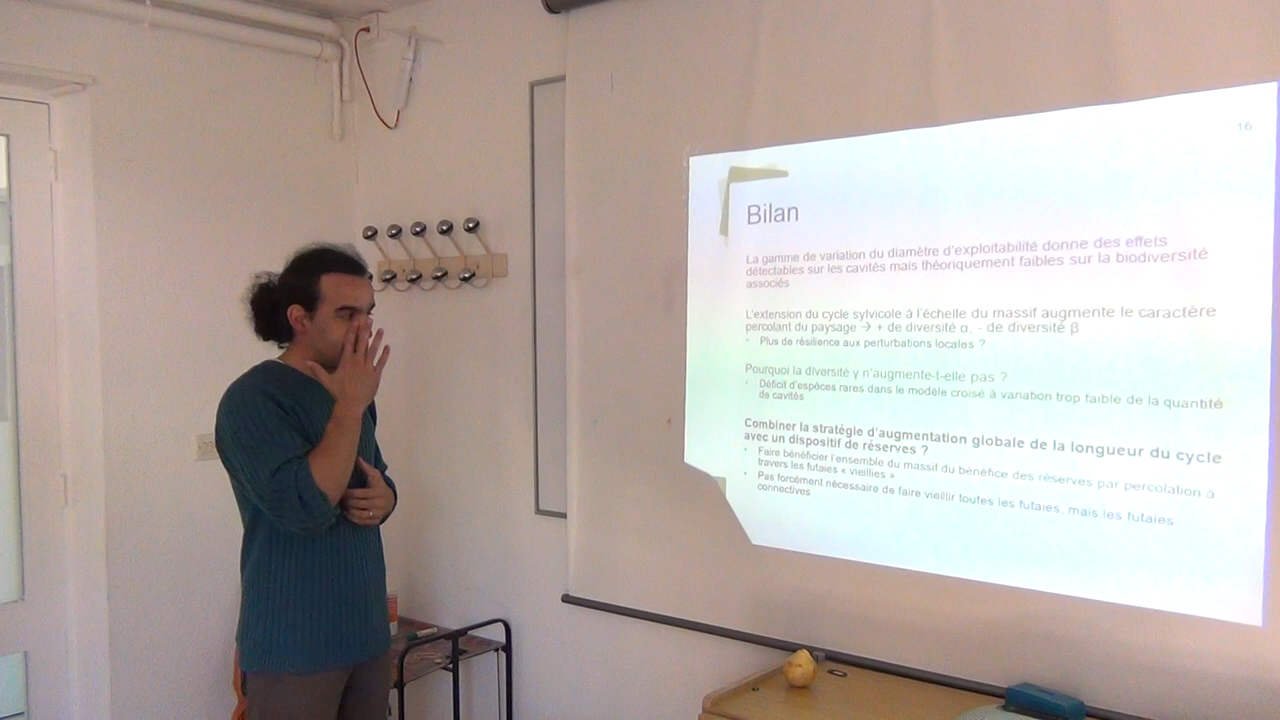 16
Bilan
La gamme de variation du diamètre d'exploitabilité donne des effets
détectables sur les cavités mais théoriquement faibles sur la biodiversité
associés
L'extension du cycle sylvicole à l'échelle du massif augmente le caractère
percolant du paysage → + de diversité α, - de diversité β
• Plus de résilience aux perturbations locales ?
Pourquoi la diversité γ n'augmente-t-elle pas ?
• Déficit d'espèces rares dans le modèle croisé à variation trop faible de la quantité
de cavités
Combiner la stratégie d'augmentation globale de la longueur du cycle
avec un dispositif de réserves ?
• Faire bénéficier l'ensemble du massif du bénéfice des réserves par percolation à
travers les futaies « vieillies »
• Pas forcément nécessaire de faire vieillir toutes les futaies, mais les futaies
connectives